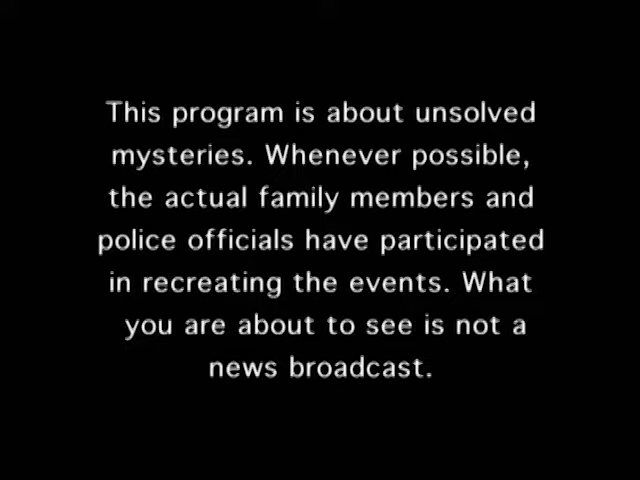 This program is about unsolved
mysteries. Whenever possible,
the actual family members and
police officials have participated
in recreating the events. What
you are about to see is not a
news broadcast.